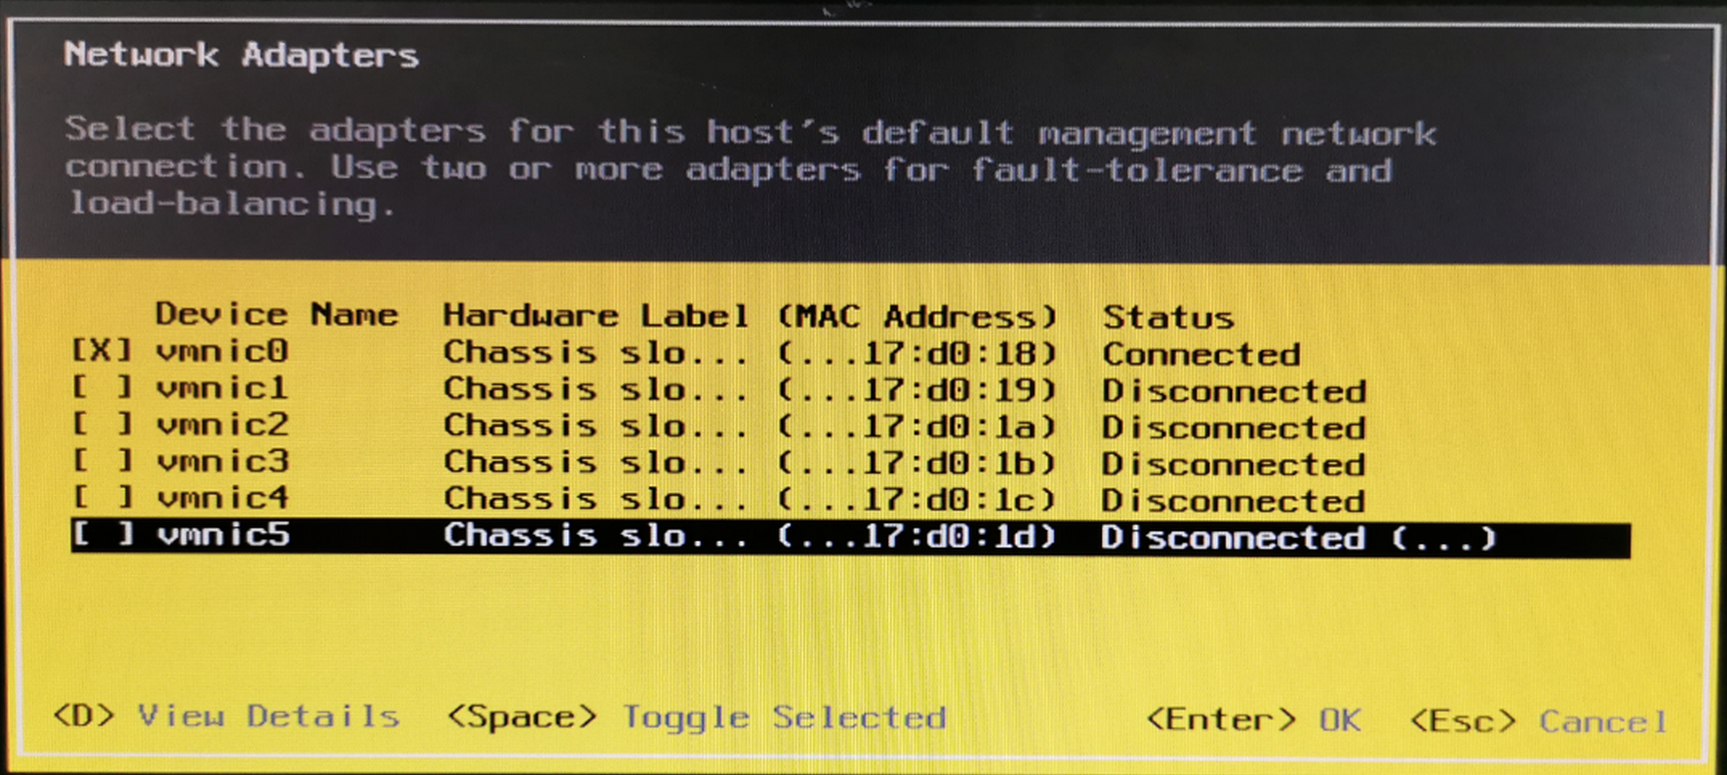 Network Adapters
Select the adapters for this host's default management network
connection. Use two or more adapters for fault-tolerance and
load-balancing.
Device Name Hardware Label (MAC Address) Status
[X] vmnic0 Chassis slo... (...17:d0:18) Connected
[ ] vmnic1 Chassis slo... (...17:d0:19) Disconnected
[ ] vmnic2 Chassis slo... (...17:d0:1a) Disconnected
[ ] vmnic3 Chassis slo... (...17:d0:1b) Disconnected
[ ] vmnic4 Chassis slo... (...17:d0:1c) Disconnected
[ ] vmnic5 Chassis slo... (...17:d0:1d) Disconnected (...)
<D> View Details <Space> Toggle Selected <Enter> OK <Esc> Cancel